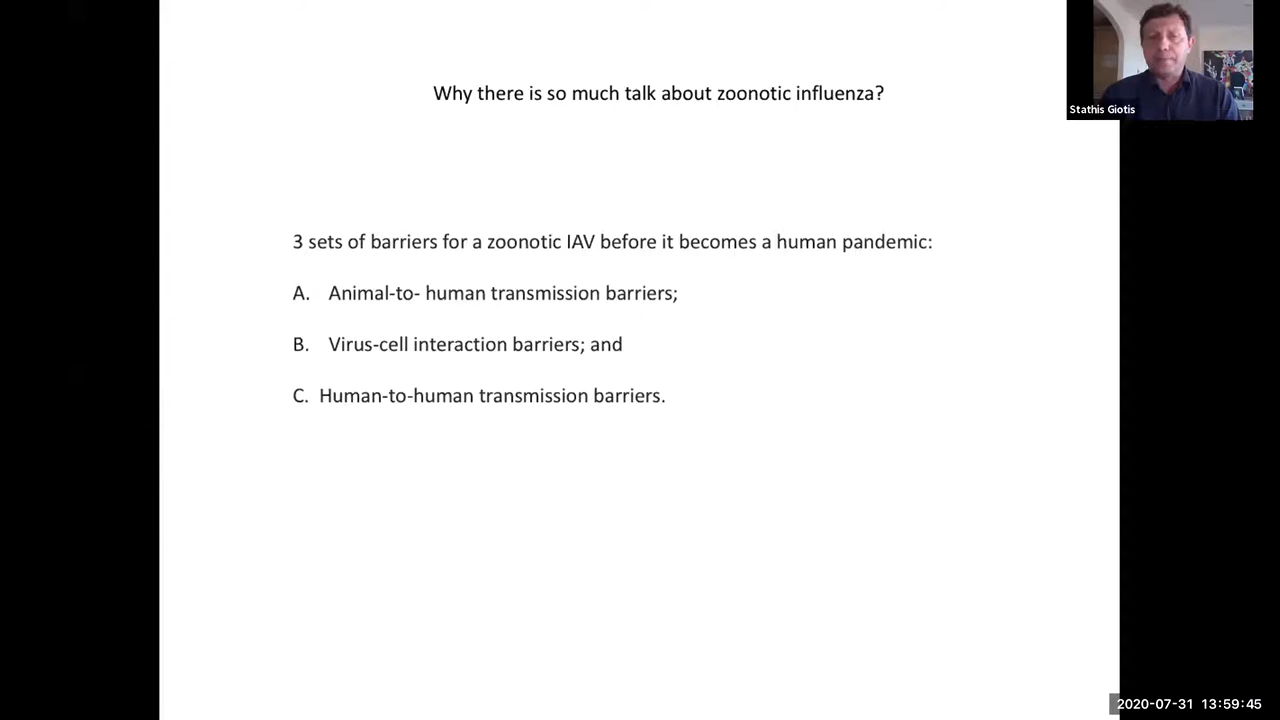 Why there is so much talk about zoonotic influenza?
Stathis Giotis
3 sets of barriers for a zoonotic IAV before it becomes a human pandemic:
A. Animal-to- human transmission barriers;
B. Virus-cell interaction barriers; and
C. Human-to-human transmission barriers.
2020-07-31 13:59:45